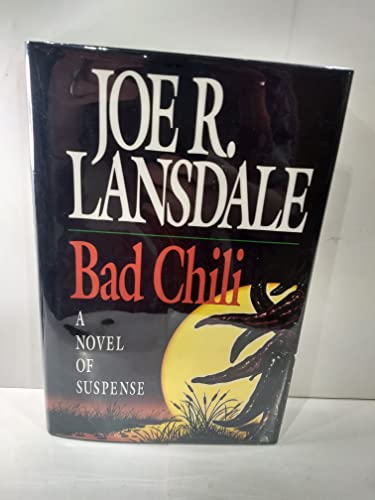 JOE R.
LANSDALE
Bad Chili
A
NOVEL
OF
SUSPENSE